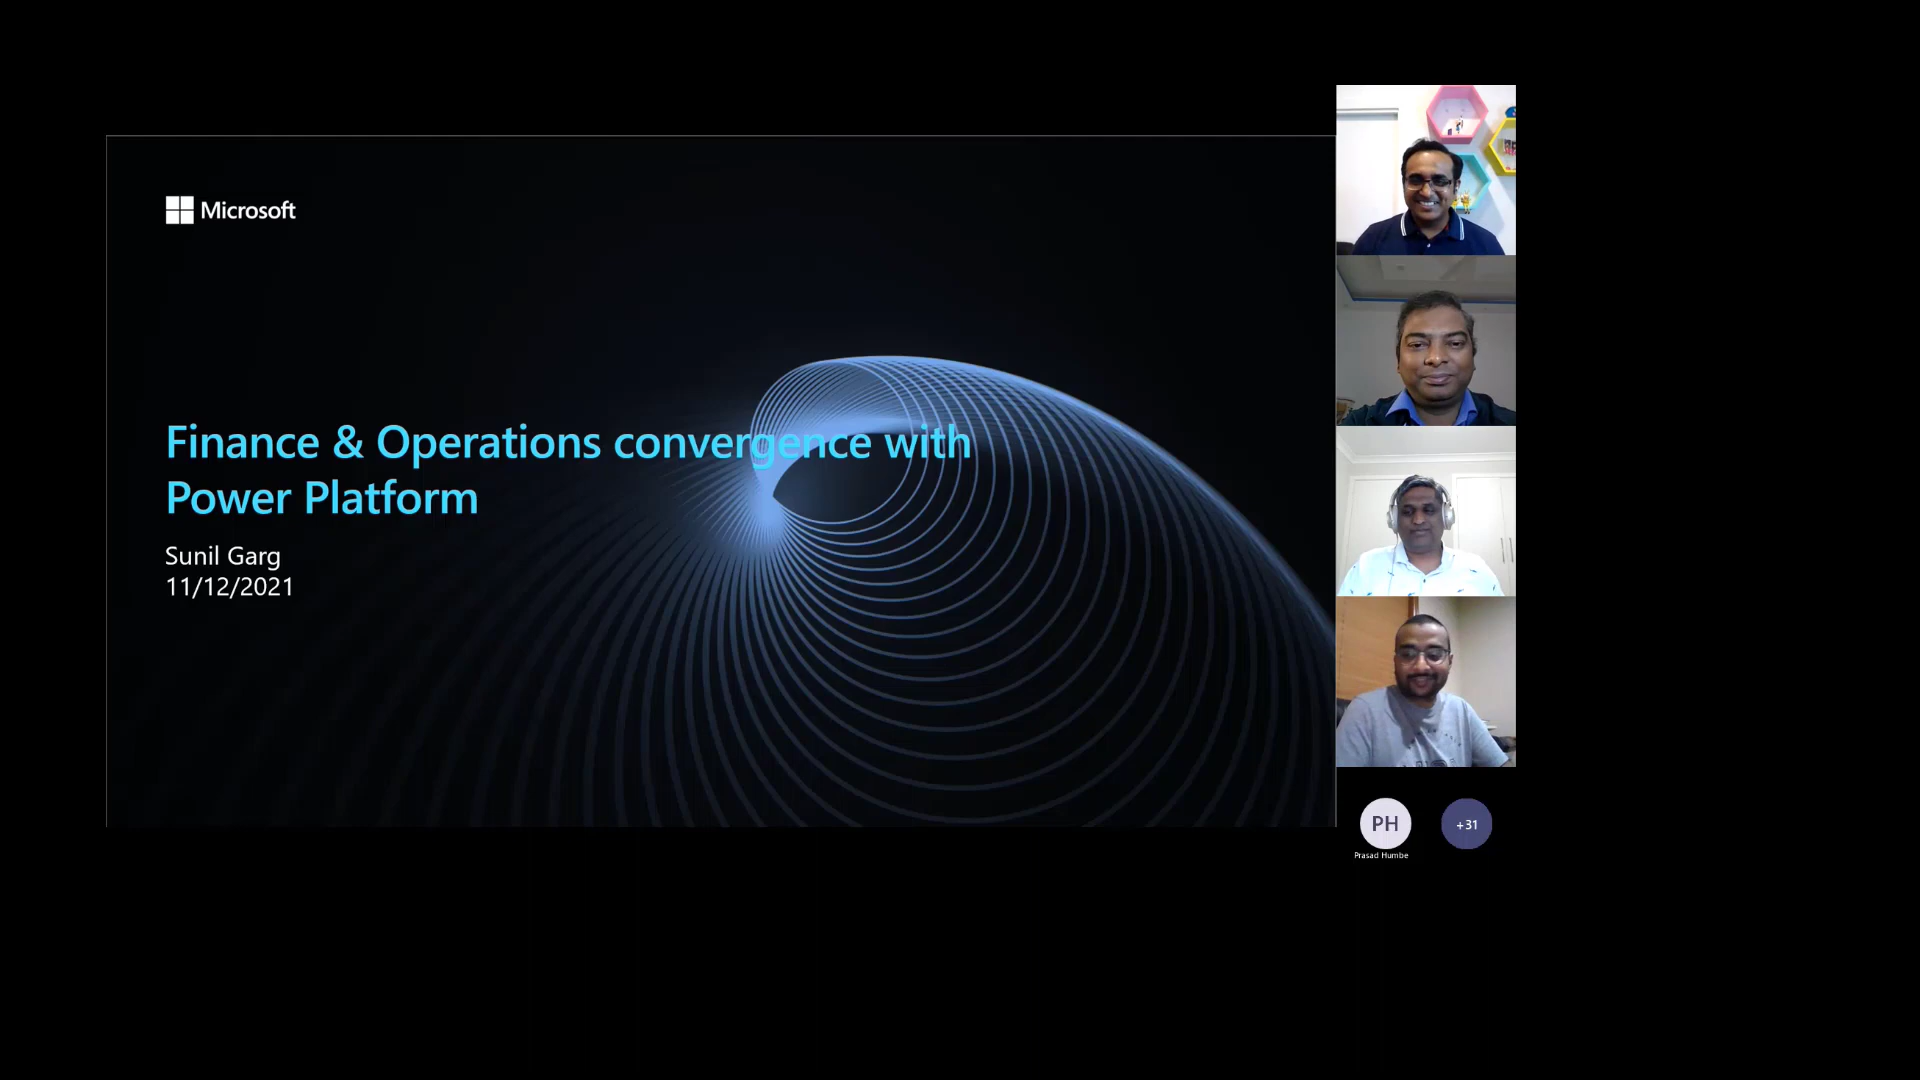 Microsoft
Finance & Operations convergence with
Power Platform
Sunil Garg
11/12/2021
PH
+31
Prasad Humbe